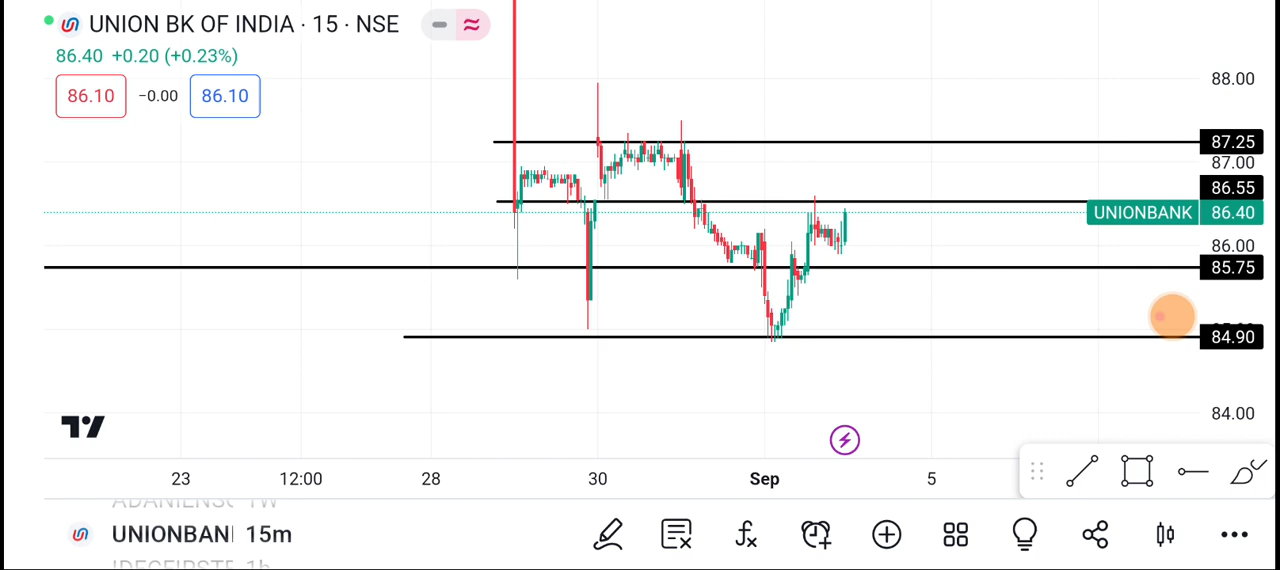 UNION BK OF INDIA · 15 · NSE
86.40 +0.20 (+0.23%)
86.10 −0.00 86.10
88.00
87.25
87.00
86.55
UNIONBANK 86.40
86.00
85.75
84.90
84.00
23 12:00 28 30 Sep 5
UNIONBANI 15m